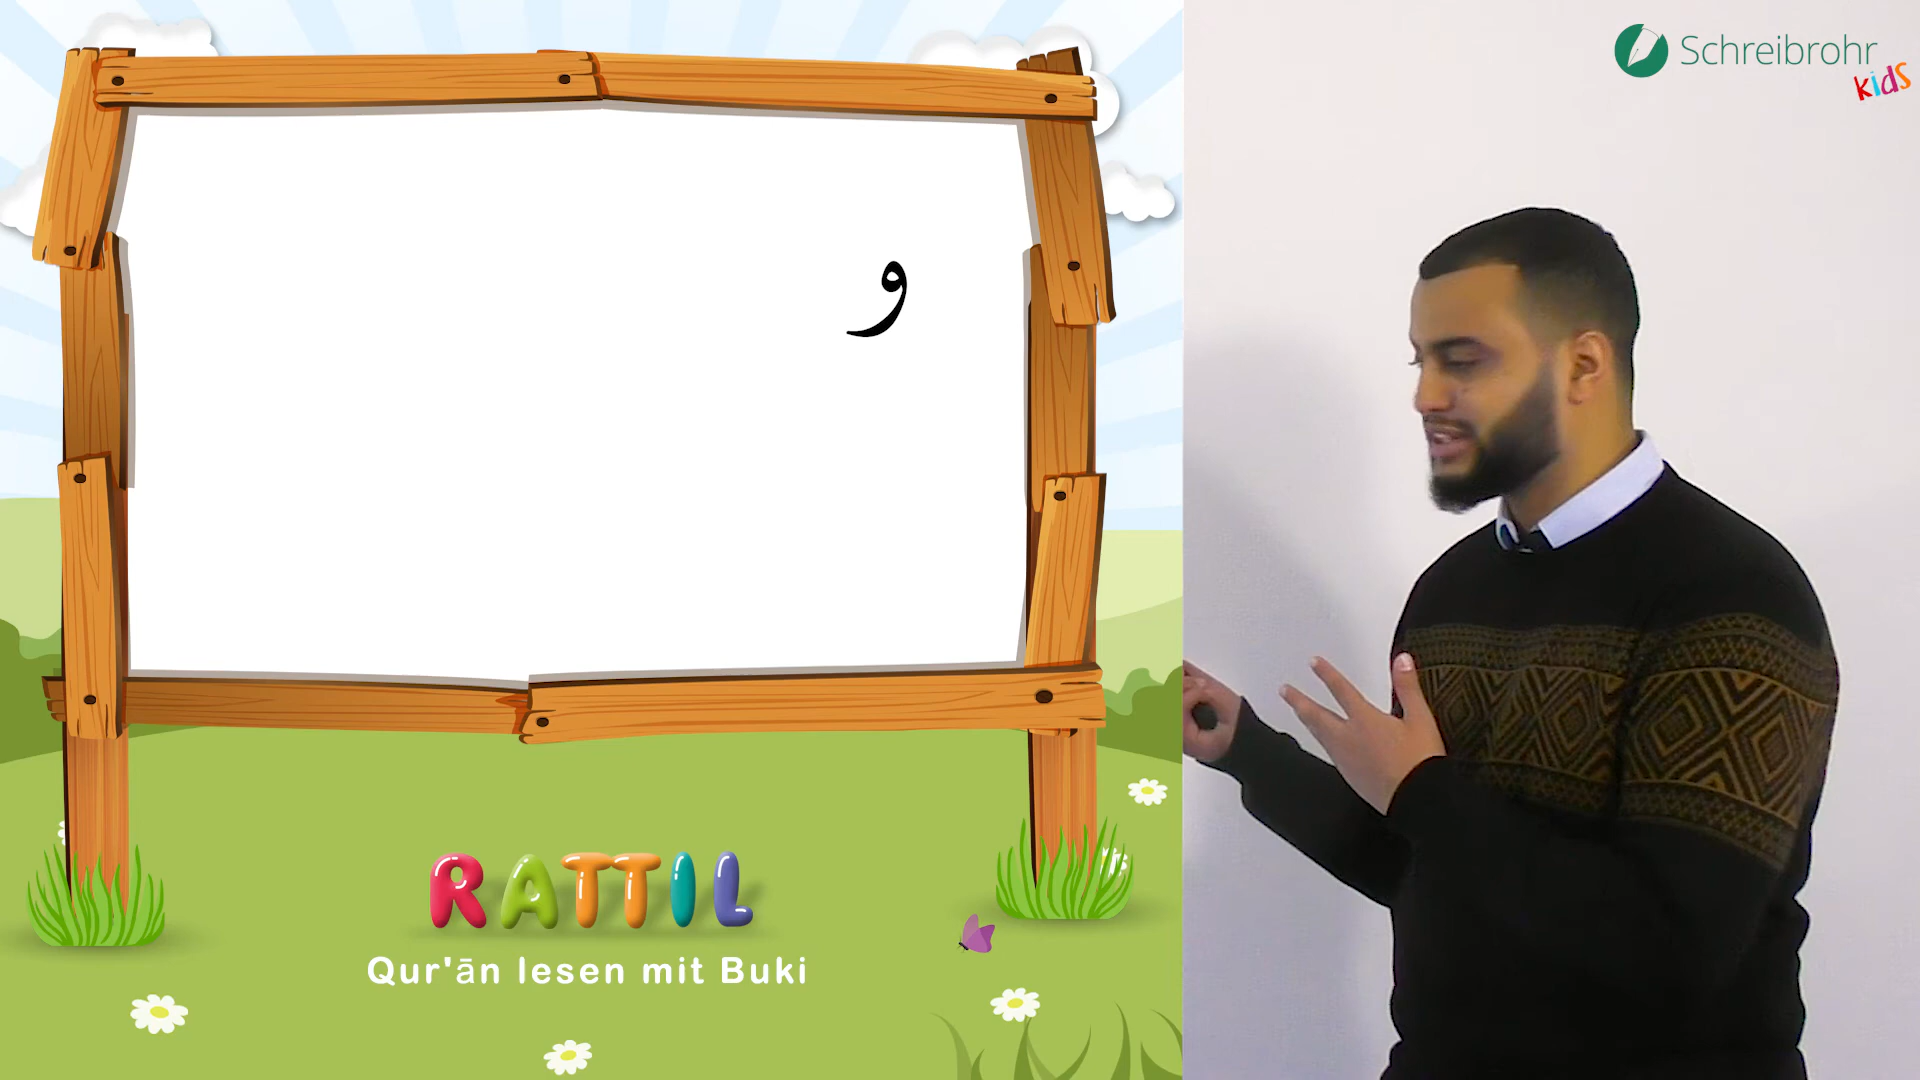 Schreibrohr
kids
و
RATTIL
Qur'ān lesen mit Buki